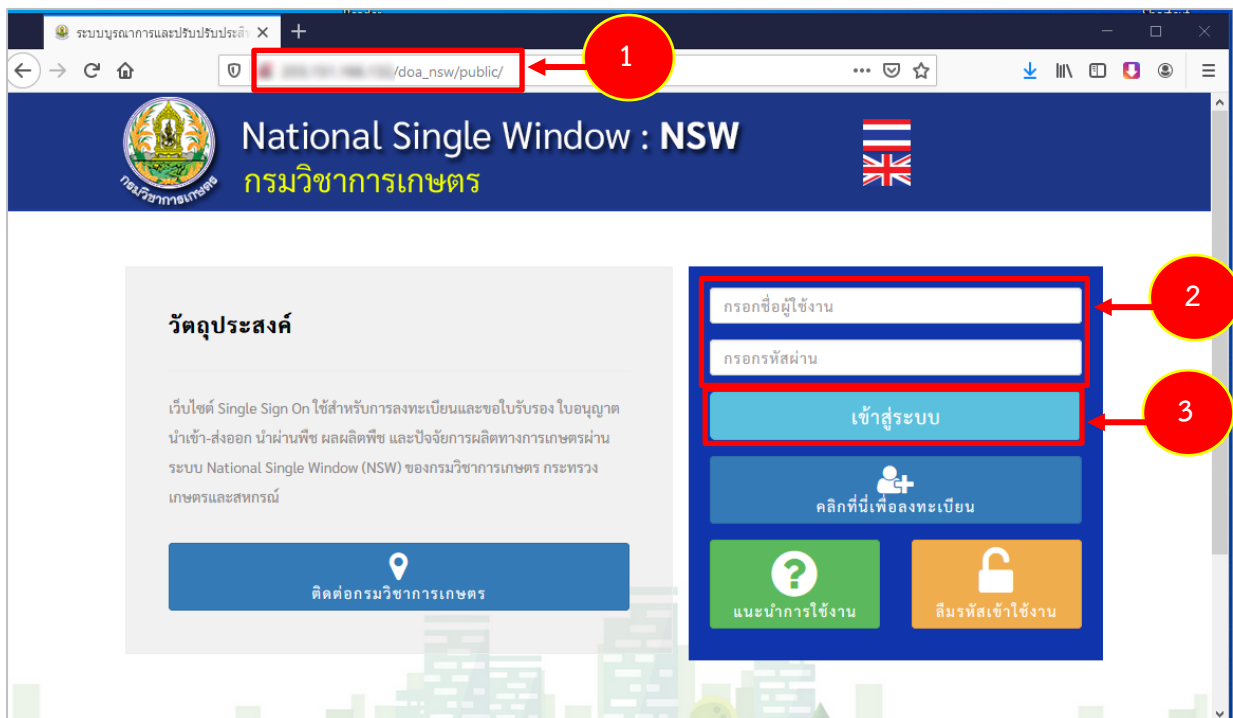 ระบบบูรณาการและปรับปรับประสิ
1
/doa_nsw/public/
National Single Window : NSW
กรมวิชาการเกษตร
กรมวิชาการเกษตร
2
กรอกชื่อผู้ใช้งาน
วัตถุประสงค์
กรอกรหัสผ่าน
3
เข้าสู่ระบบ
เว็บไซต์ Single Sign On ใช้สำหรับการลงทะเบียนและขอใบรับรอง ใบอนุญาต
นำเข้า-ส่งออก นำผ่านพืช ผลผลิตพืช และปัจจัยการผลิตทางการเกษตรผ่าน
ระบบ National Single Window (NSW) ของกรมวิชาการเกษตร กระทรวง
เกษตรและสหกรณ์
คลิกที่นี่เพื่อลงทะเบียน
ติดต่อกรมวิชาการเกษตร
แนะนำการใช้งาน
ลืมรหัสเข้าใช้งาน